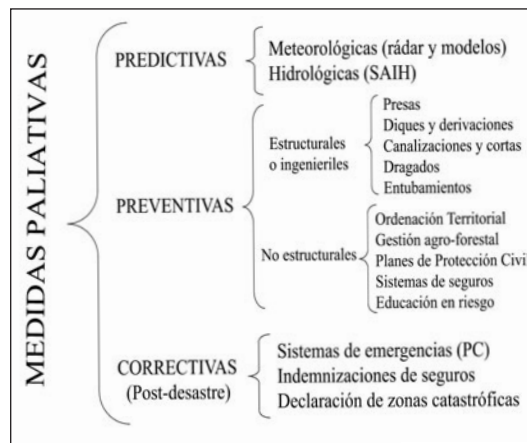 MEDIDAS PALIATIVAS
PREDICTIVAS
Meteorológicas (rádar y modelos)
Hidrológicas (SAIH)
PREVENTIVAS
Estructurales
o ingenieriles
Presas
Diques y derivaciones
Canalizaciones y cortas
Dragados
Entubamientos
No estructurales
Ordenación Territorial
Gestión agro-forestal
Planes de Protección Civil
Sistemas de seguros
Educación en riesgo
CORRECTIVAS
(Post-desastre)
Sistemas de emergencias (PC)
Indemnizaciones de seguros
Declaración de zonas catastróficas